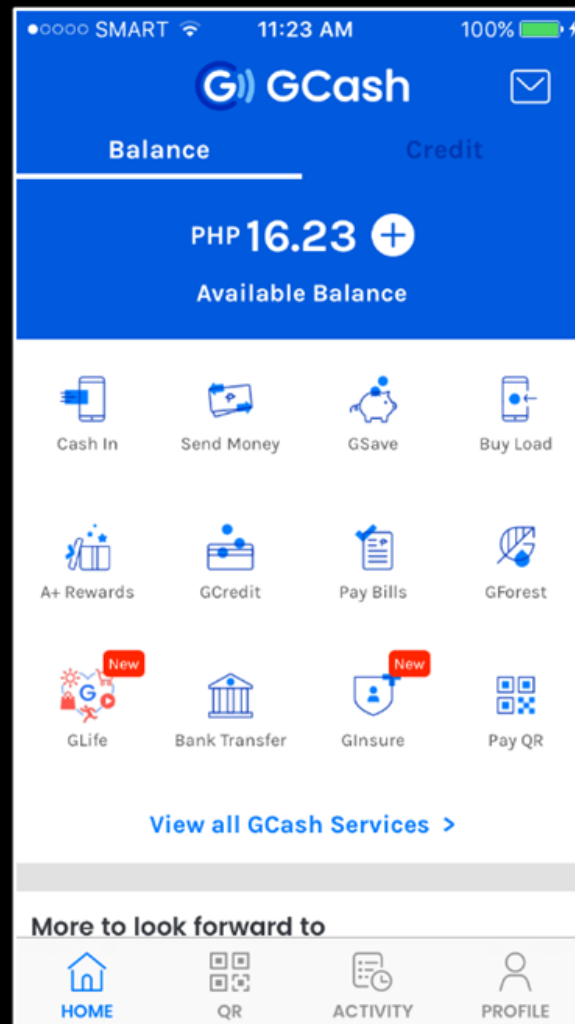 SMART 11:23 AM 100%
GCash
Balance Credit
PHP 16.23
Available Balance
Cash In Send Money GSave Buy Load
A+ Rewards GCredit Pay Bills GForest
New New
GLife Bank Transfer GInsure Pay QR
View all GCash Services >
More to look forward to
HOME QR ACTIVITY PROFILE